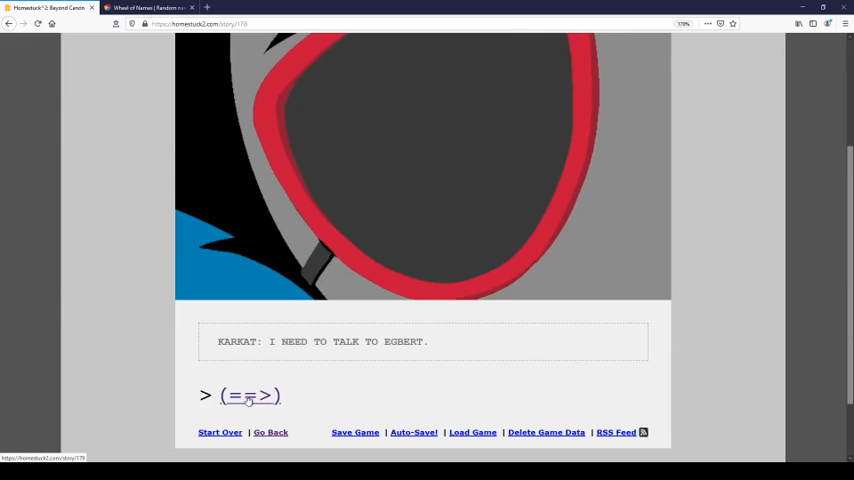 Homestuck^2: Beyond Canon
Wheel of Names | Random na
https://homestuck2.com/story/178
170%
KARKAT: I NEED TO TALK TO EGBERT.
> (==>)
Start Over | Go Back
Save Game | Auto-Save! | Load Game | Delete Game Data | RSS Feed
https://homestuck2.com/story/179